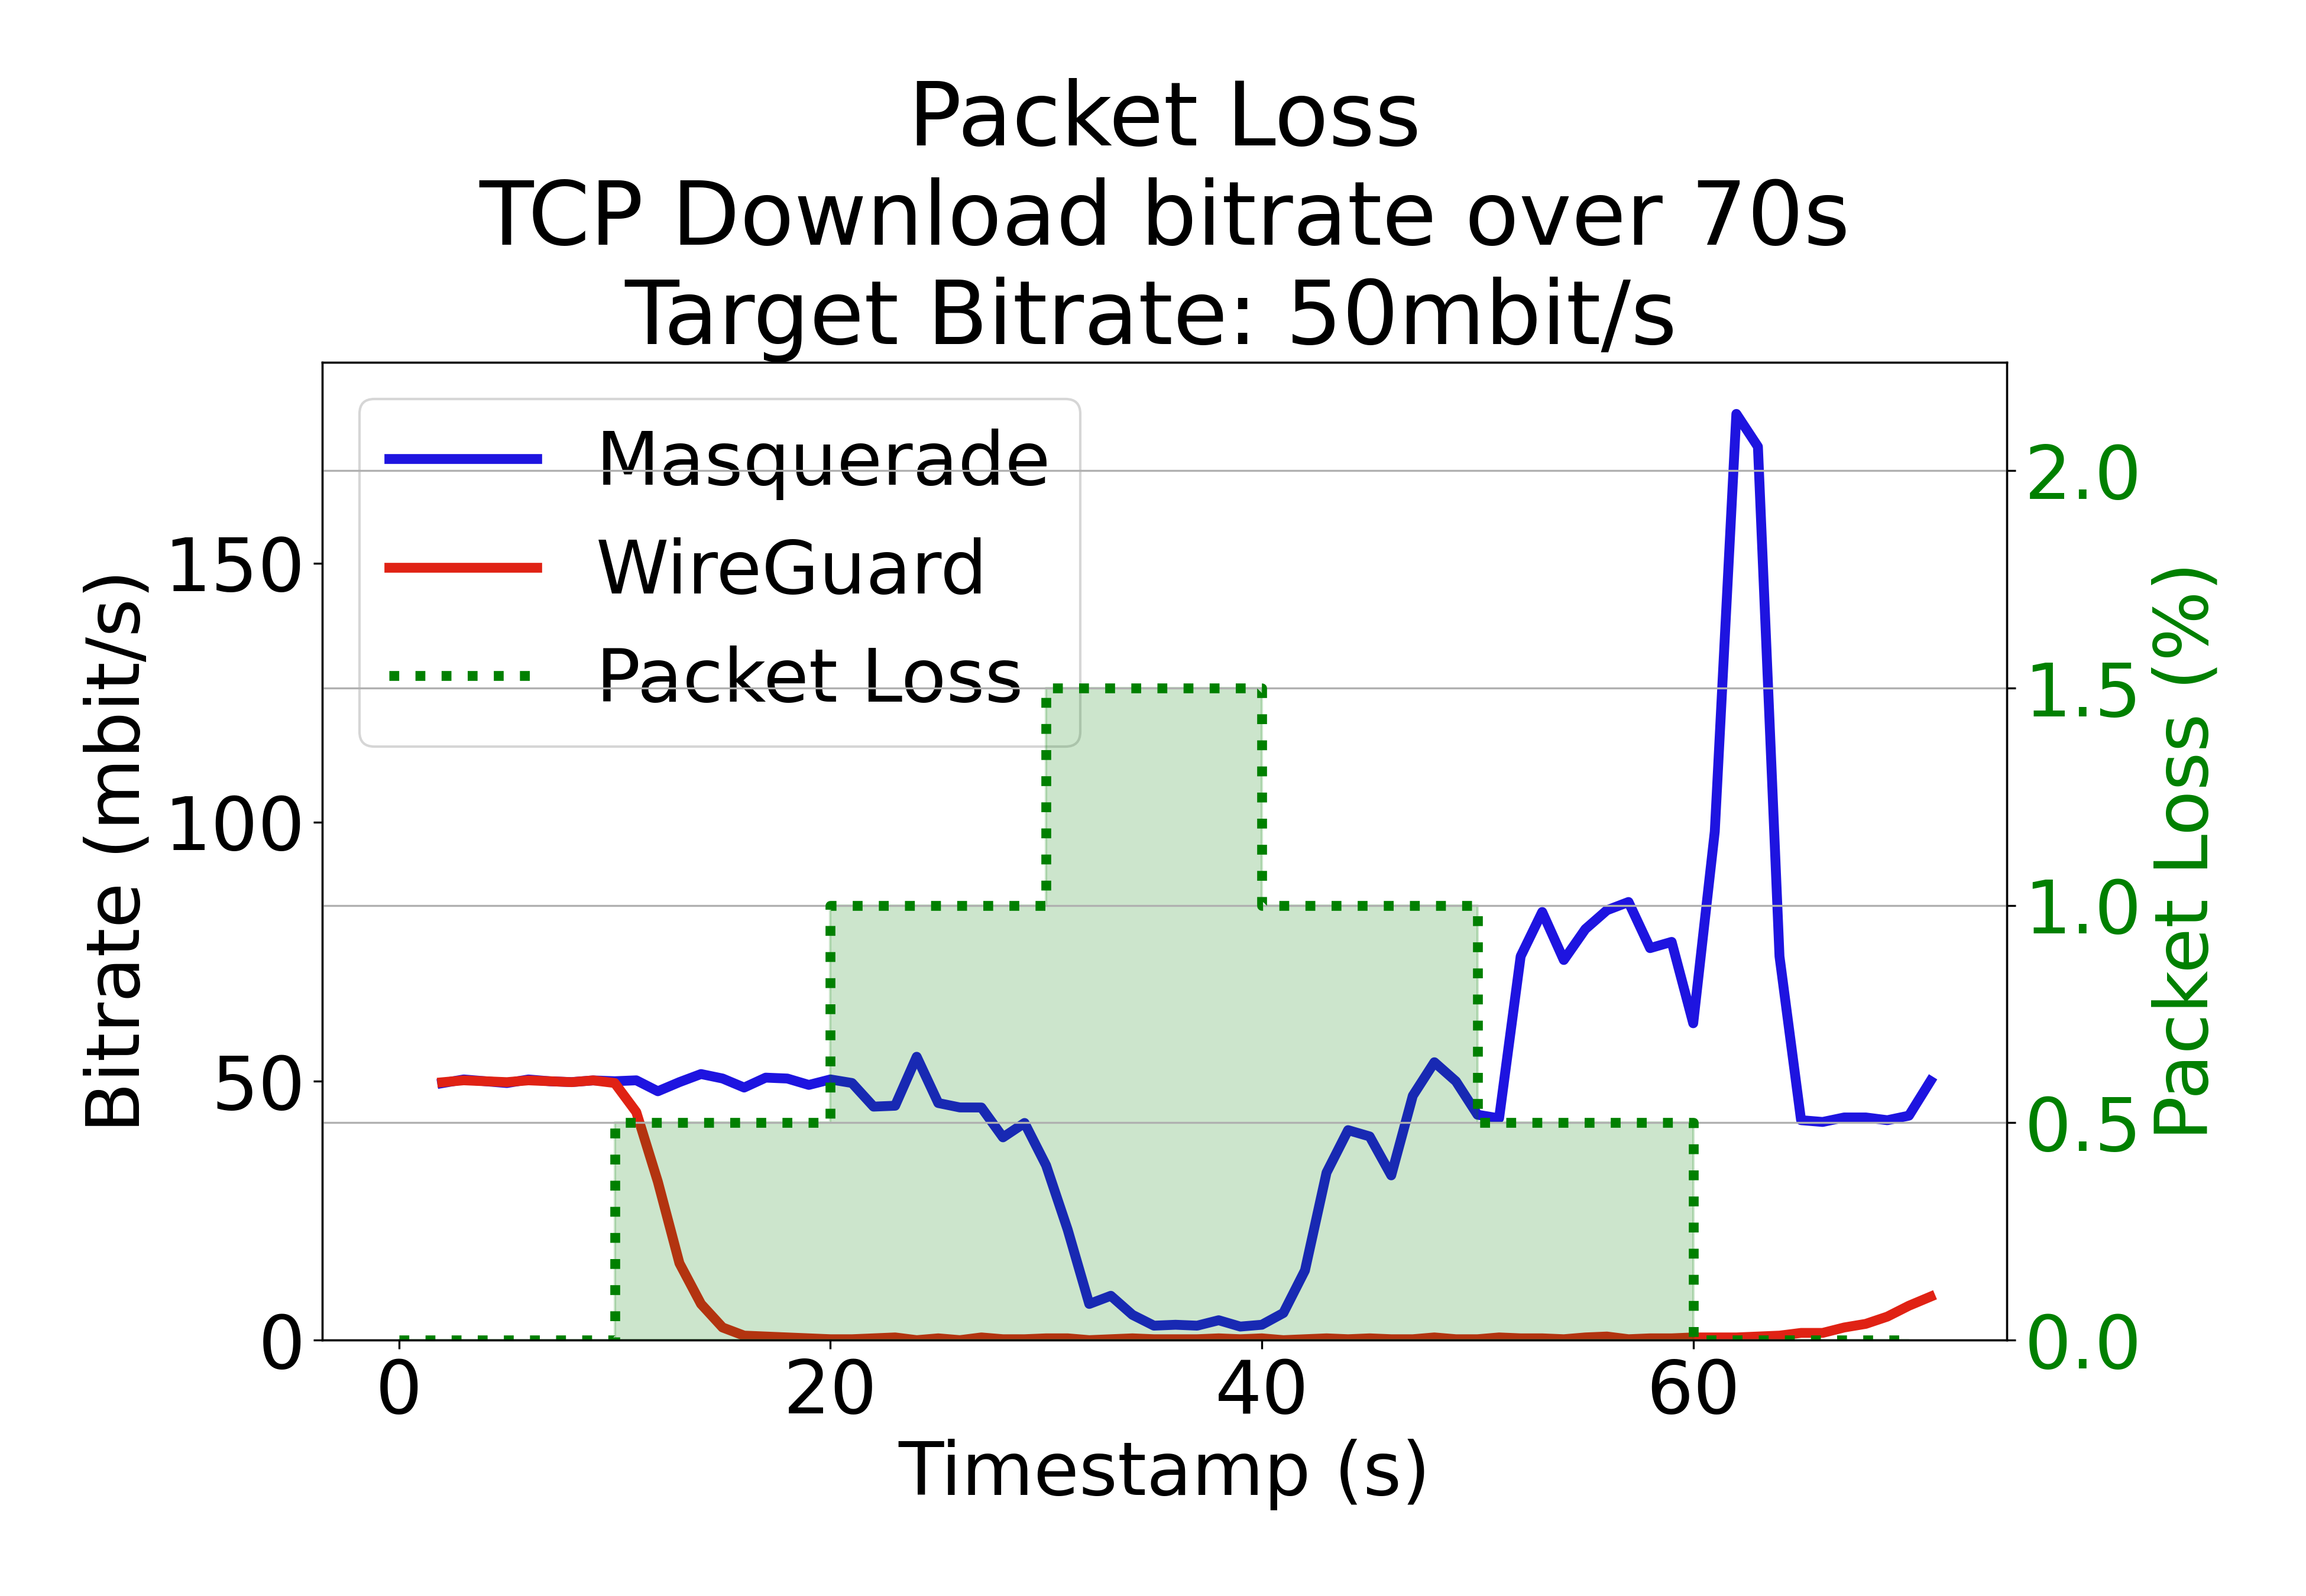 Packet Loss
TCP Download bitrate over 70s
Target Bitrate: 50mbit/s
Masquerade
WireGuard
Packet Loss
Bitrate (mbit/s)
150
100
50
0
2.0
1.5
1.0
0.5
0.0
Packet Loss (%)
0 20 40 60
Timestamp (s)